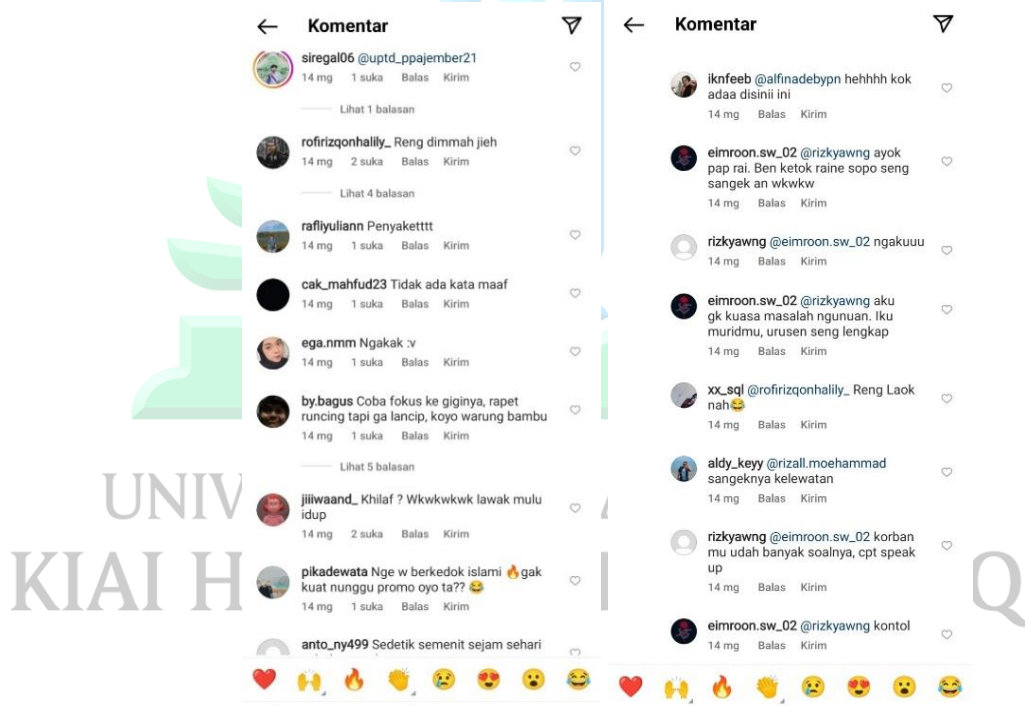 Komentar
siregal06 @uptd_ppajember21
14 mg 1 suka Balas Kirim
Lihat 1 balasan
rofirizqonhalily_ Reng dimmah jieh
14 mg 2 suka Balas Kirim
Lihat 4 balasan
rafliyuliann Penyaketttt
14 mg 1 suka Balas Kirim
cak_mahfud23 Tidak ada kata maaf
14 mg 1 suka Balas Kirim
ega.nmm Ngakak :v
14 mg 1 suka Balas Kirim
by.bagus Coba fokus ke giginya, rapet
runcing tapi ga lancip, koyo warung bambu
14 mg 1 suka Balas Kirim
Lihat 5 balasan
jiiiwaand_ Khilaf ? Wkwkwkwk lawak mulu
idup
14 mg 2 suka Balas Kirim
pikadewata Nge w berkedok islami 🔥gak
kuat nunggu promo oyo ta?? 😂
14 mg 1 suka Balas Kirim
anto_ny499 Sedetik semenit sejam sehari
Komentar
iknfeeb @alfinadebypn hehhhh kok
adaa disinii ini
14 mg Balas Kirim
eimroon.sw_02 @rizkyawng ayok
pap rai. Ben ketok raine sopo seng
sangek an wkwkw
14 mg Balas Kirim
rizkyawng @eimroon.sw_02 ngakuuu
14 mg Balas Kirim
eimroon.sw_02 @rizkyawng aku
gk kuasa masalah ngunuan. Iku
muridmu, urusen seng lengkap
14 mg Balas Kirim
xx_sql @rofirizqonhalily_ Reng Laok
nah😂
14 mg Balas Kirim
aldy_keyy @rizall.moehammad
sangeknya kelewatan
14 mg Balas Kirim
rizkyawng @eimroon.sw_02 korban
mu udah banyak soalnya, cpt speak
up
14 mg Balas Kirim
eimroon.sw_02 @rizkyawng kontol
14 mg Balas Kirim
UNIV
KIAI H Q